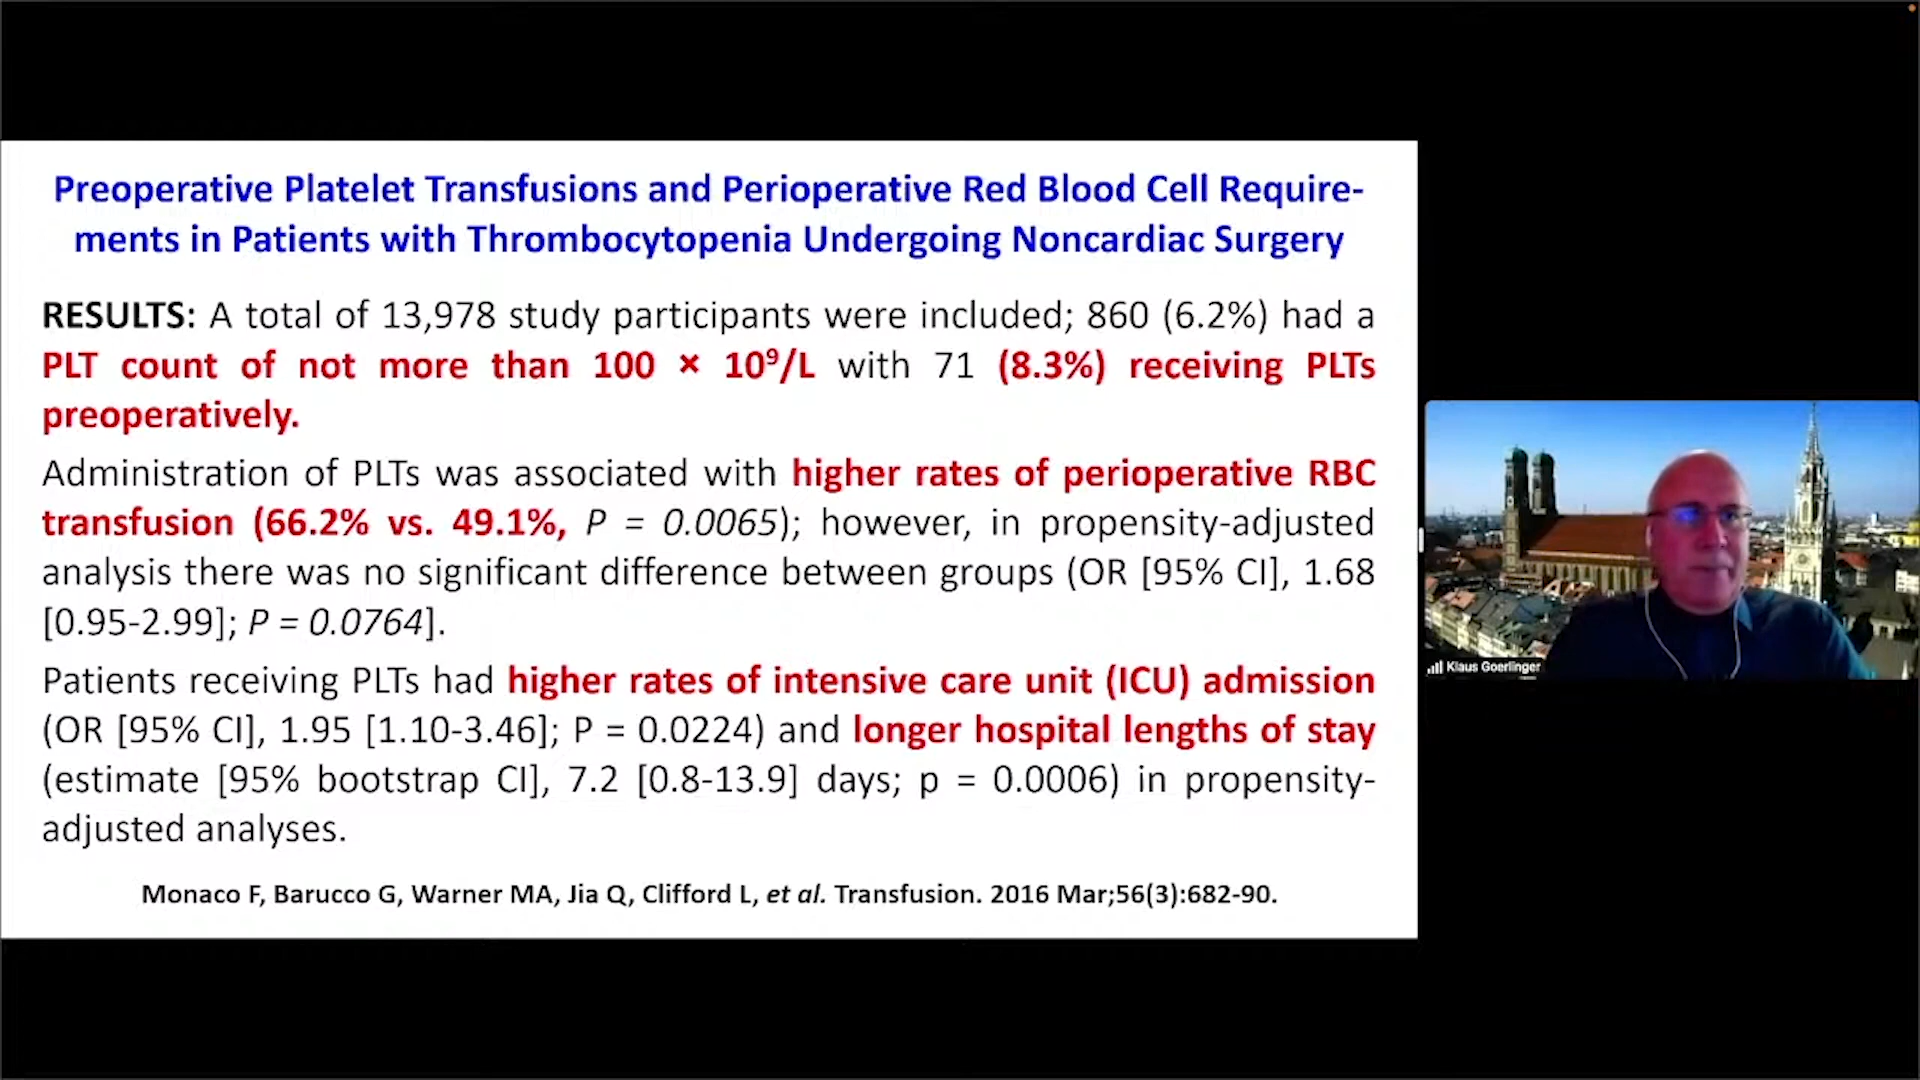 Preoperative Platelet Transfusions and Perioperative Red Blood Cell Require-
ments in Patients with Thrombocytopenia Undergoing Noncardiac Surgery
RESULTS: A total of 13,978 study participants were included; 860 (6.2%) had a
PLT count of not more than 100 × 10⁹/L with 71 (8.3%) receiving PLTs
preoperatively.
Administration of PLTs was associated with higher rates of perioperative RBC
transfusion (66.2% vs. 49.1%, P = 0.0065); however, in propensity-adjusted
analysis there was no significant difference between groups (OR [95% CI], 1.68
[0.95-2.99]; P = 0.0764].
Patients receiving PLTs had higher rates of intensive care unit (ICU) admission
(OR [95% CI], 1.95 [1.10-3.46]; P = 0.0224) and longer hospital lengths of stay
(estimate [95% bootstrap CI], 7.2 [0.8-13.9] days; p = 0.0006) in propensity-
adjusted analyses.
Monaco F, Barucco G, Warner MA, Jia Q, Clifford L, et al. Transfusion. 2016 Mar;56(3):682-90.
Klaus Goerlinger